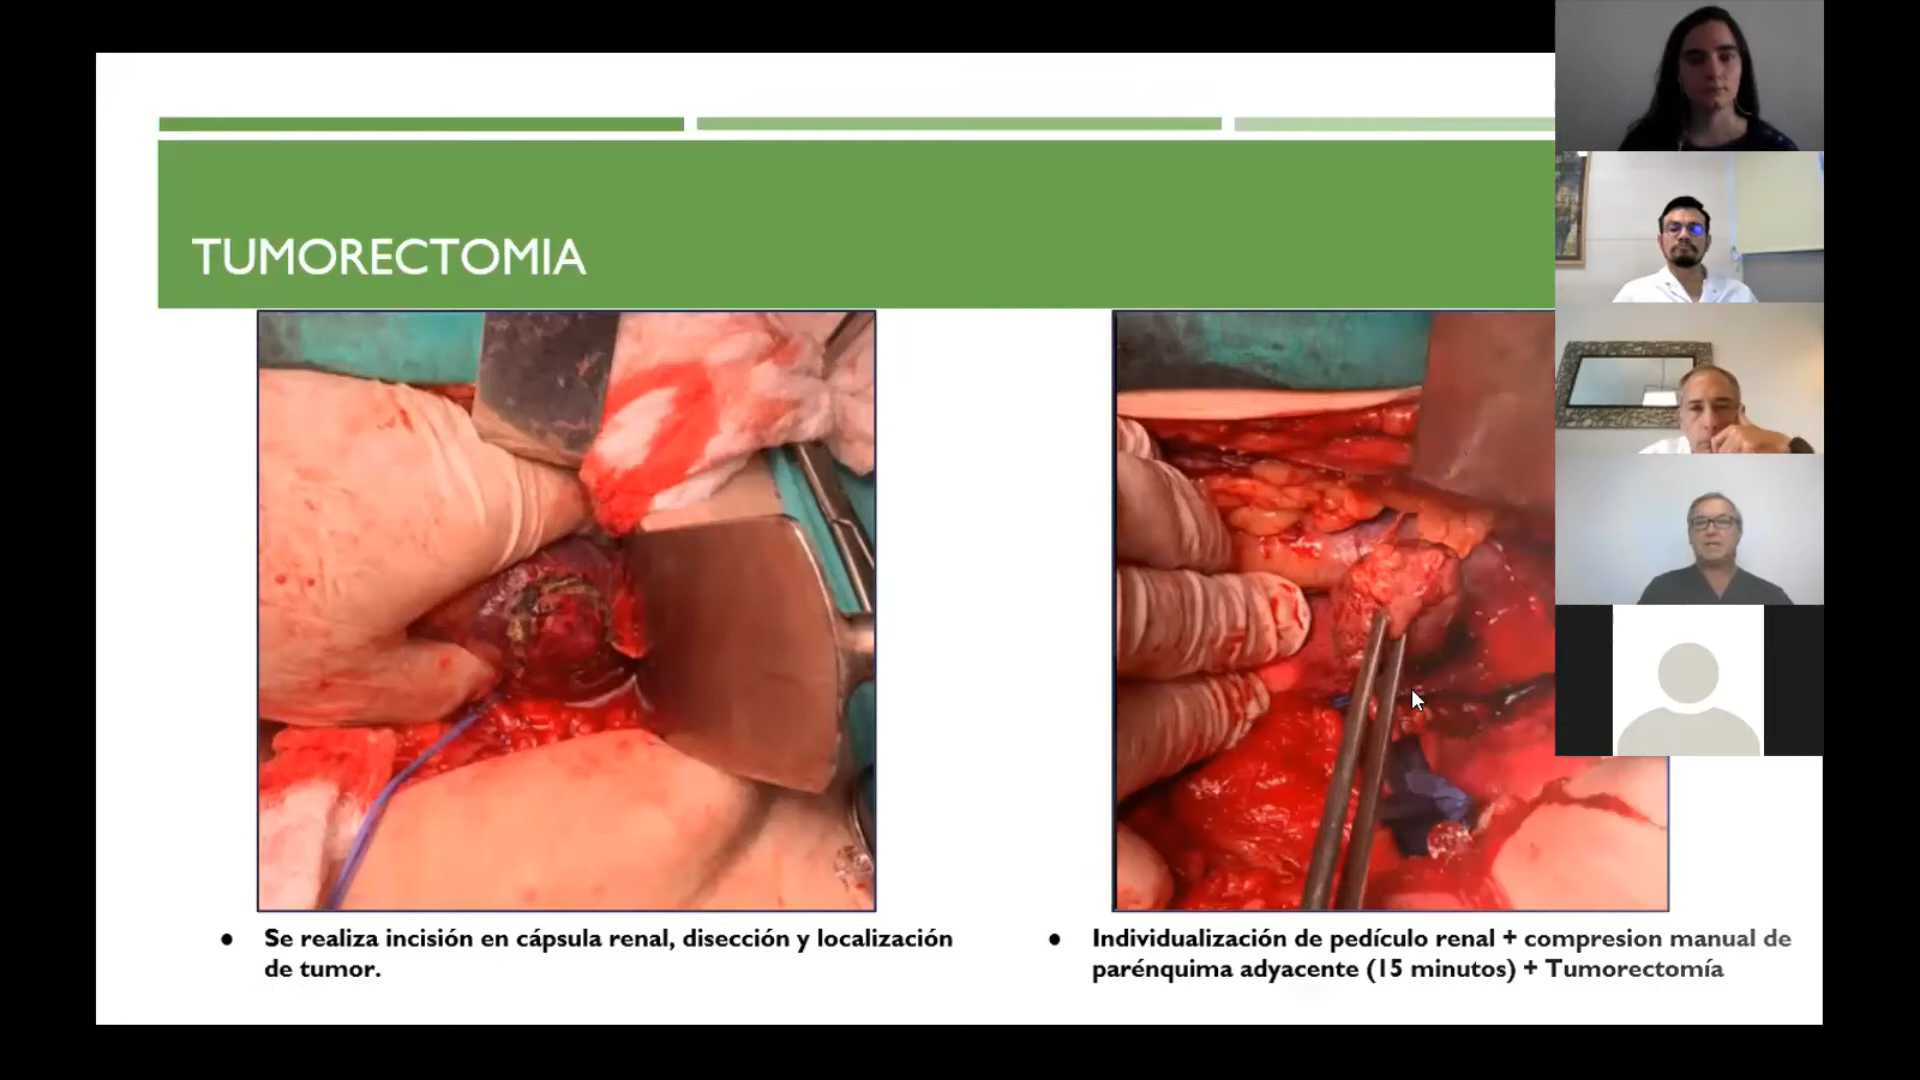 TUMORECTOMIA
● Se realiza incisión en cápsula renal, disección y localización
de tumor.
● Individualización de pedículo renal + compresion manual de
parénquima adyacente (15 minutos) + Tumorectomía